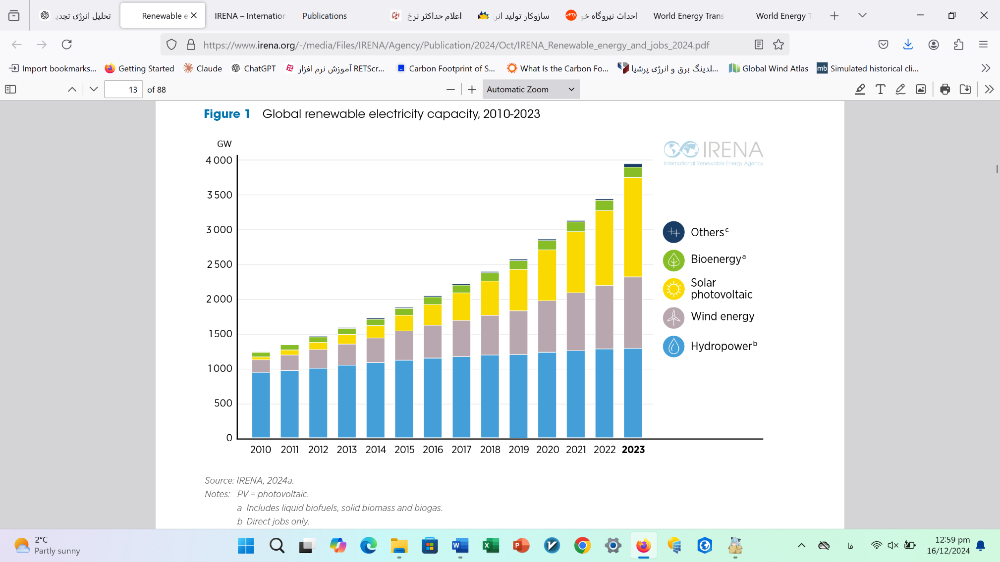 تحلیل انرژی تجدید
Renewable e
IRENA – Internation
Publications
اعلام حداکثر نرخ
سازوکار تولید انرژ
احداث نیروگاه خو
World Energy Trans
World Energy T
https://www.irena.org/-/media/Files/IRENA/Agency/Publication/2024/Oct/IRENA_Renewable_energy_and_jobs_2024.pdf
Import bookmarks...
Getting Started
Claude
ChatGPT
آموزش نرم افزار RETScr...
Carbon Footprint of S...
What Is the Carbon Fo...
لدینگ برق و انرژی پرشیا...
Global Wind Atlas
mb Simulated historical cli...
13 of 88
Automatic Zoom
Figure 1 Global renewable electricity capacity, 2010-2023
GW
4 000
3 500
3 000
2 500
2 000
1 500
1 000
500
0
2010 2011 2012 2013 2014 2015 2016 2017 2018 2019 2020 2021 2022 2023
IRENA
International Renewable Energy Agency
Others c
Bioenergy a
Solar
photovoltaic
Wind energy
Hydropower b
Source: IRENA, 2024a.
Notes: PV = photovoltaic.
a Includes liquid biofuels, solid biomass and biogas.
b Direct jobs only.
2°C
Partly sunny
فا
12:59 pm
16/12/2024